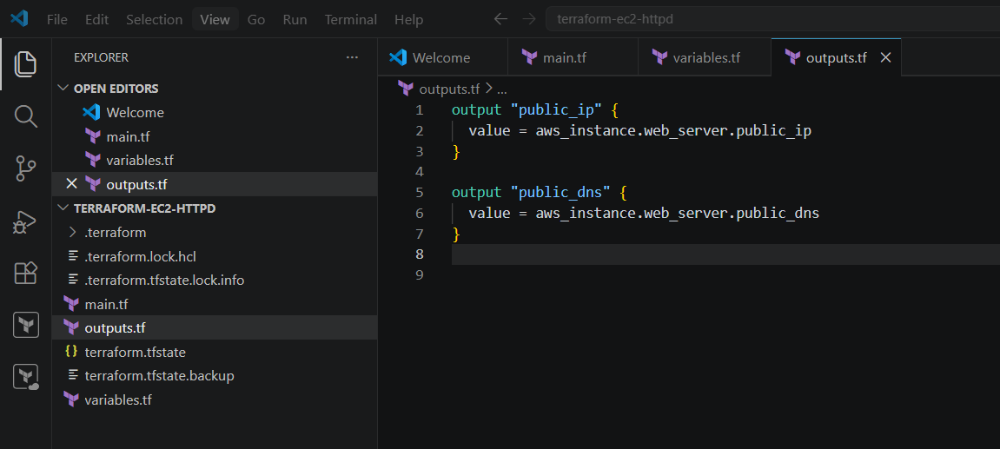 File Edit Selection View Go Run Terminal Help terraform-ec2-httpd
EXPLORER ...
OPEN EDITORS
Welcome
main.tf
variables.tf
outputs.tf
TERRAFORM-EC2-HTTPD
.terraform
.terraform.lock.hcl
.terraform.tfstate.lock.info
main.tf
outputs.tf
{} terraform.tfstate
terraform.tfstate.backup
variables.tf
Welcome main.tf variables.tf outputs.tf
outputs.tf > ...
1 output "public_ip" {
2   value = aws_instance.web_server.public_ip
3 }
4
5 output "public_dns" {
6   value = aws_instance.web_server.public_dns
7 }
8
9